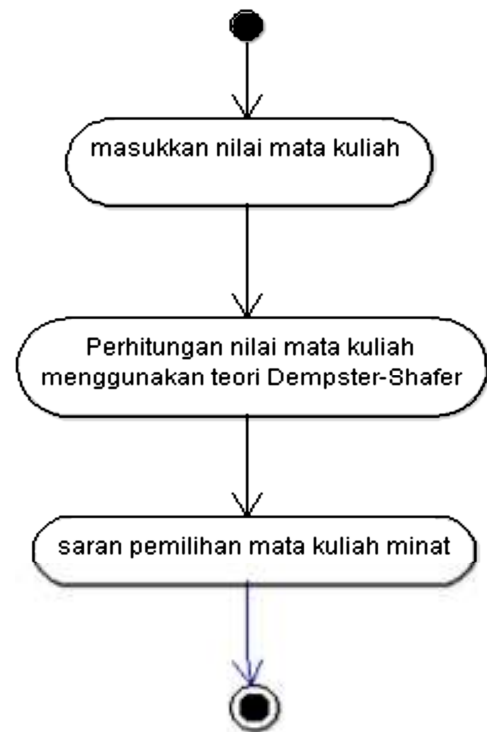 masukkan nilai mata kuliah
Perhitungan nilai mata kuliah
menggunakan teori Dempster-Shafer
saran pemilihan mata kuliah minat